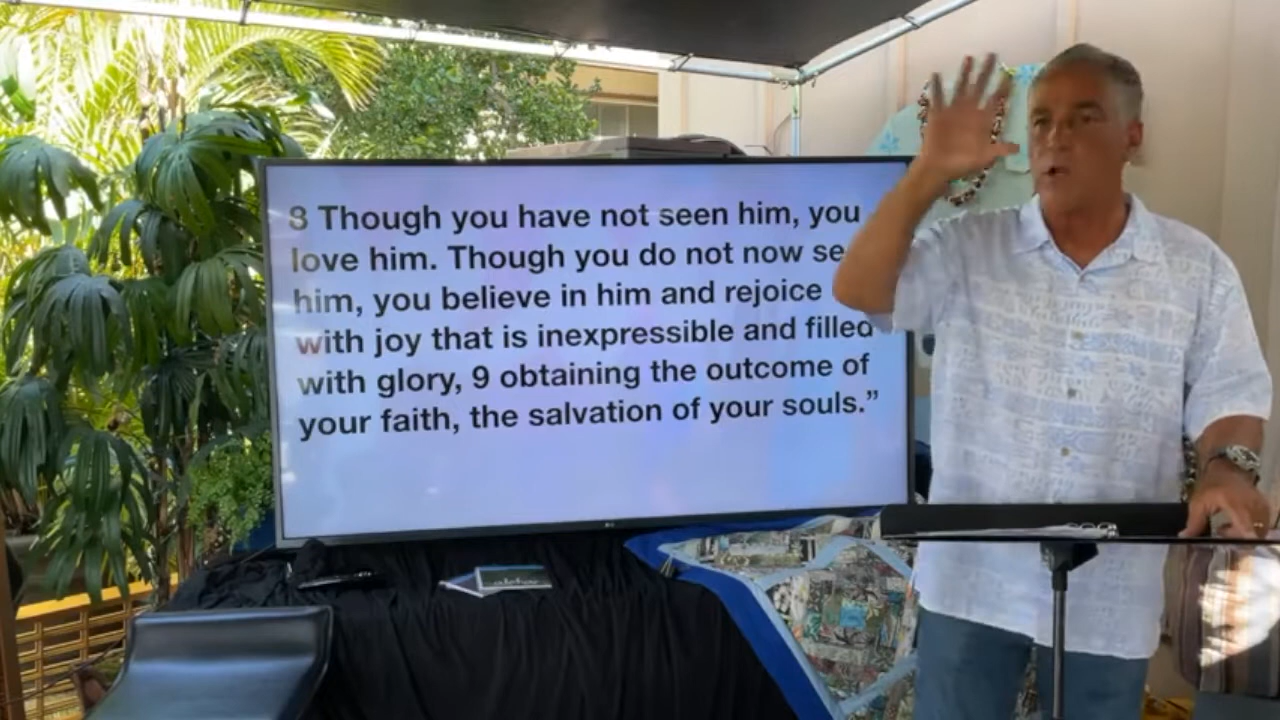 8 Though you have not seen him, you
love him. Though you do not now se
him, you believe in him and rejoice
with joy that is inexpressible and filled
with glory, 9 obtaining the outcome of
your faith, the salvation of your souls.”